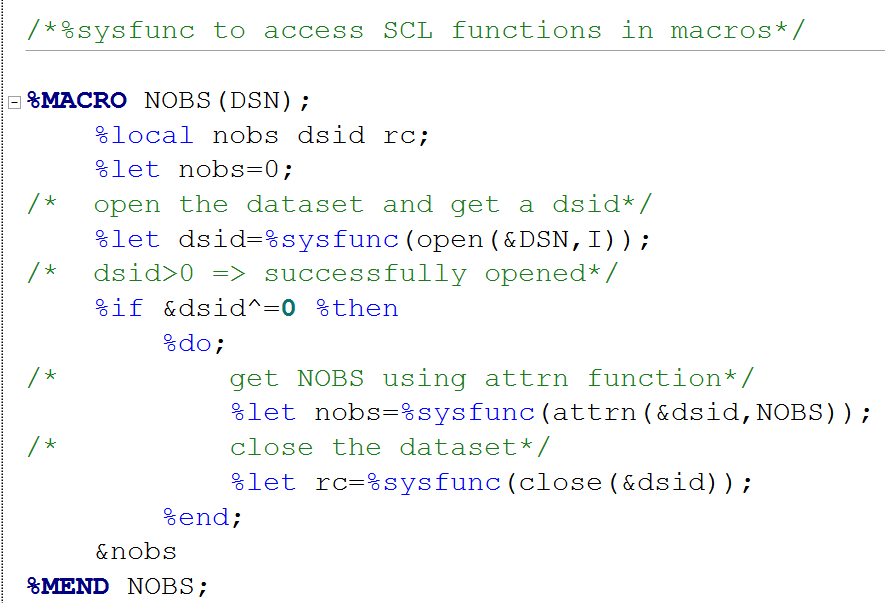 /*%sysfunc to access SCL functions in macros*/
%MACRO NOBS(DSN);
%local nobs dsid rc;
%let nobs=0;
/* open the dataset and get a dsid*/
%let dsid=%sysfunc(open(&DSN,I));
/* dsid>0 => successfully opened*/
%if &dsid^=0 %then
%do;
/* get NOBS using attrn function*/
%let nobs=%sysfunc(attrn(&dsid,NOBS));
/* close the dataset*/
%let rc=%sysfunc(close(&dsid));
%end;
&nobs
%MEND NOBS;